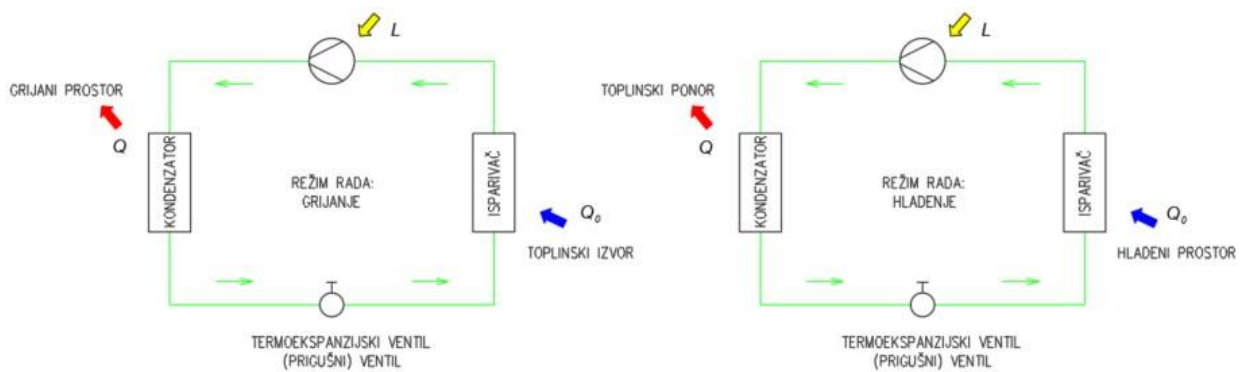 L
GRIJANI PROSTOR
Q
KONDENZATOR
REŽIM RADA:
GRIJANJE
ISPARIVAČ
Q₀
TOPLINSKI IZVOR
TERMOEKSPANZIJSKI VENTIL
(PRIGUŠNI) VENTIL
L
TOPLINSKI PONOR
Q
KONDENZATOR
REŽIM RADA:
HLAĐENJE
ISPARIVAČ
Q₀
HLAĐENI PROSTOR
TERMOEKSPANZIJSKI VENTIL
(PRIGUŠNI) VENTIL